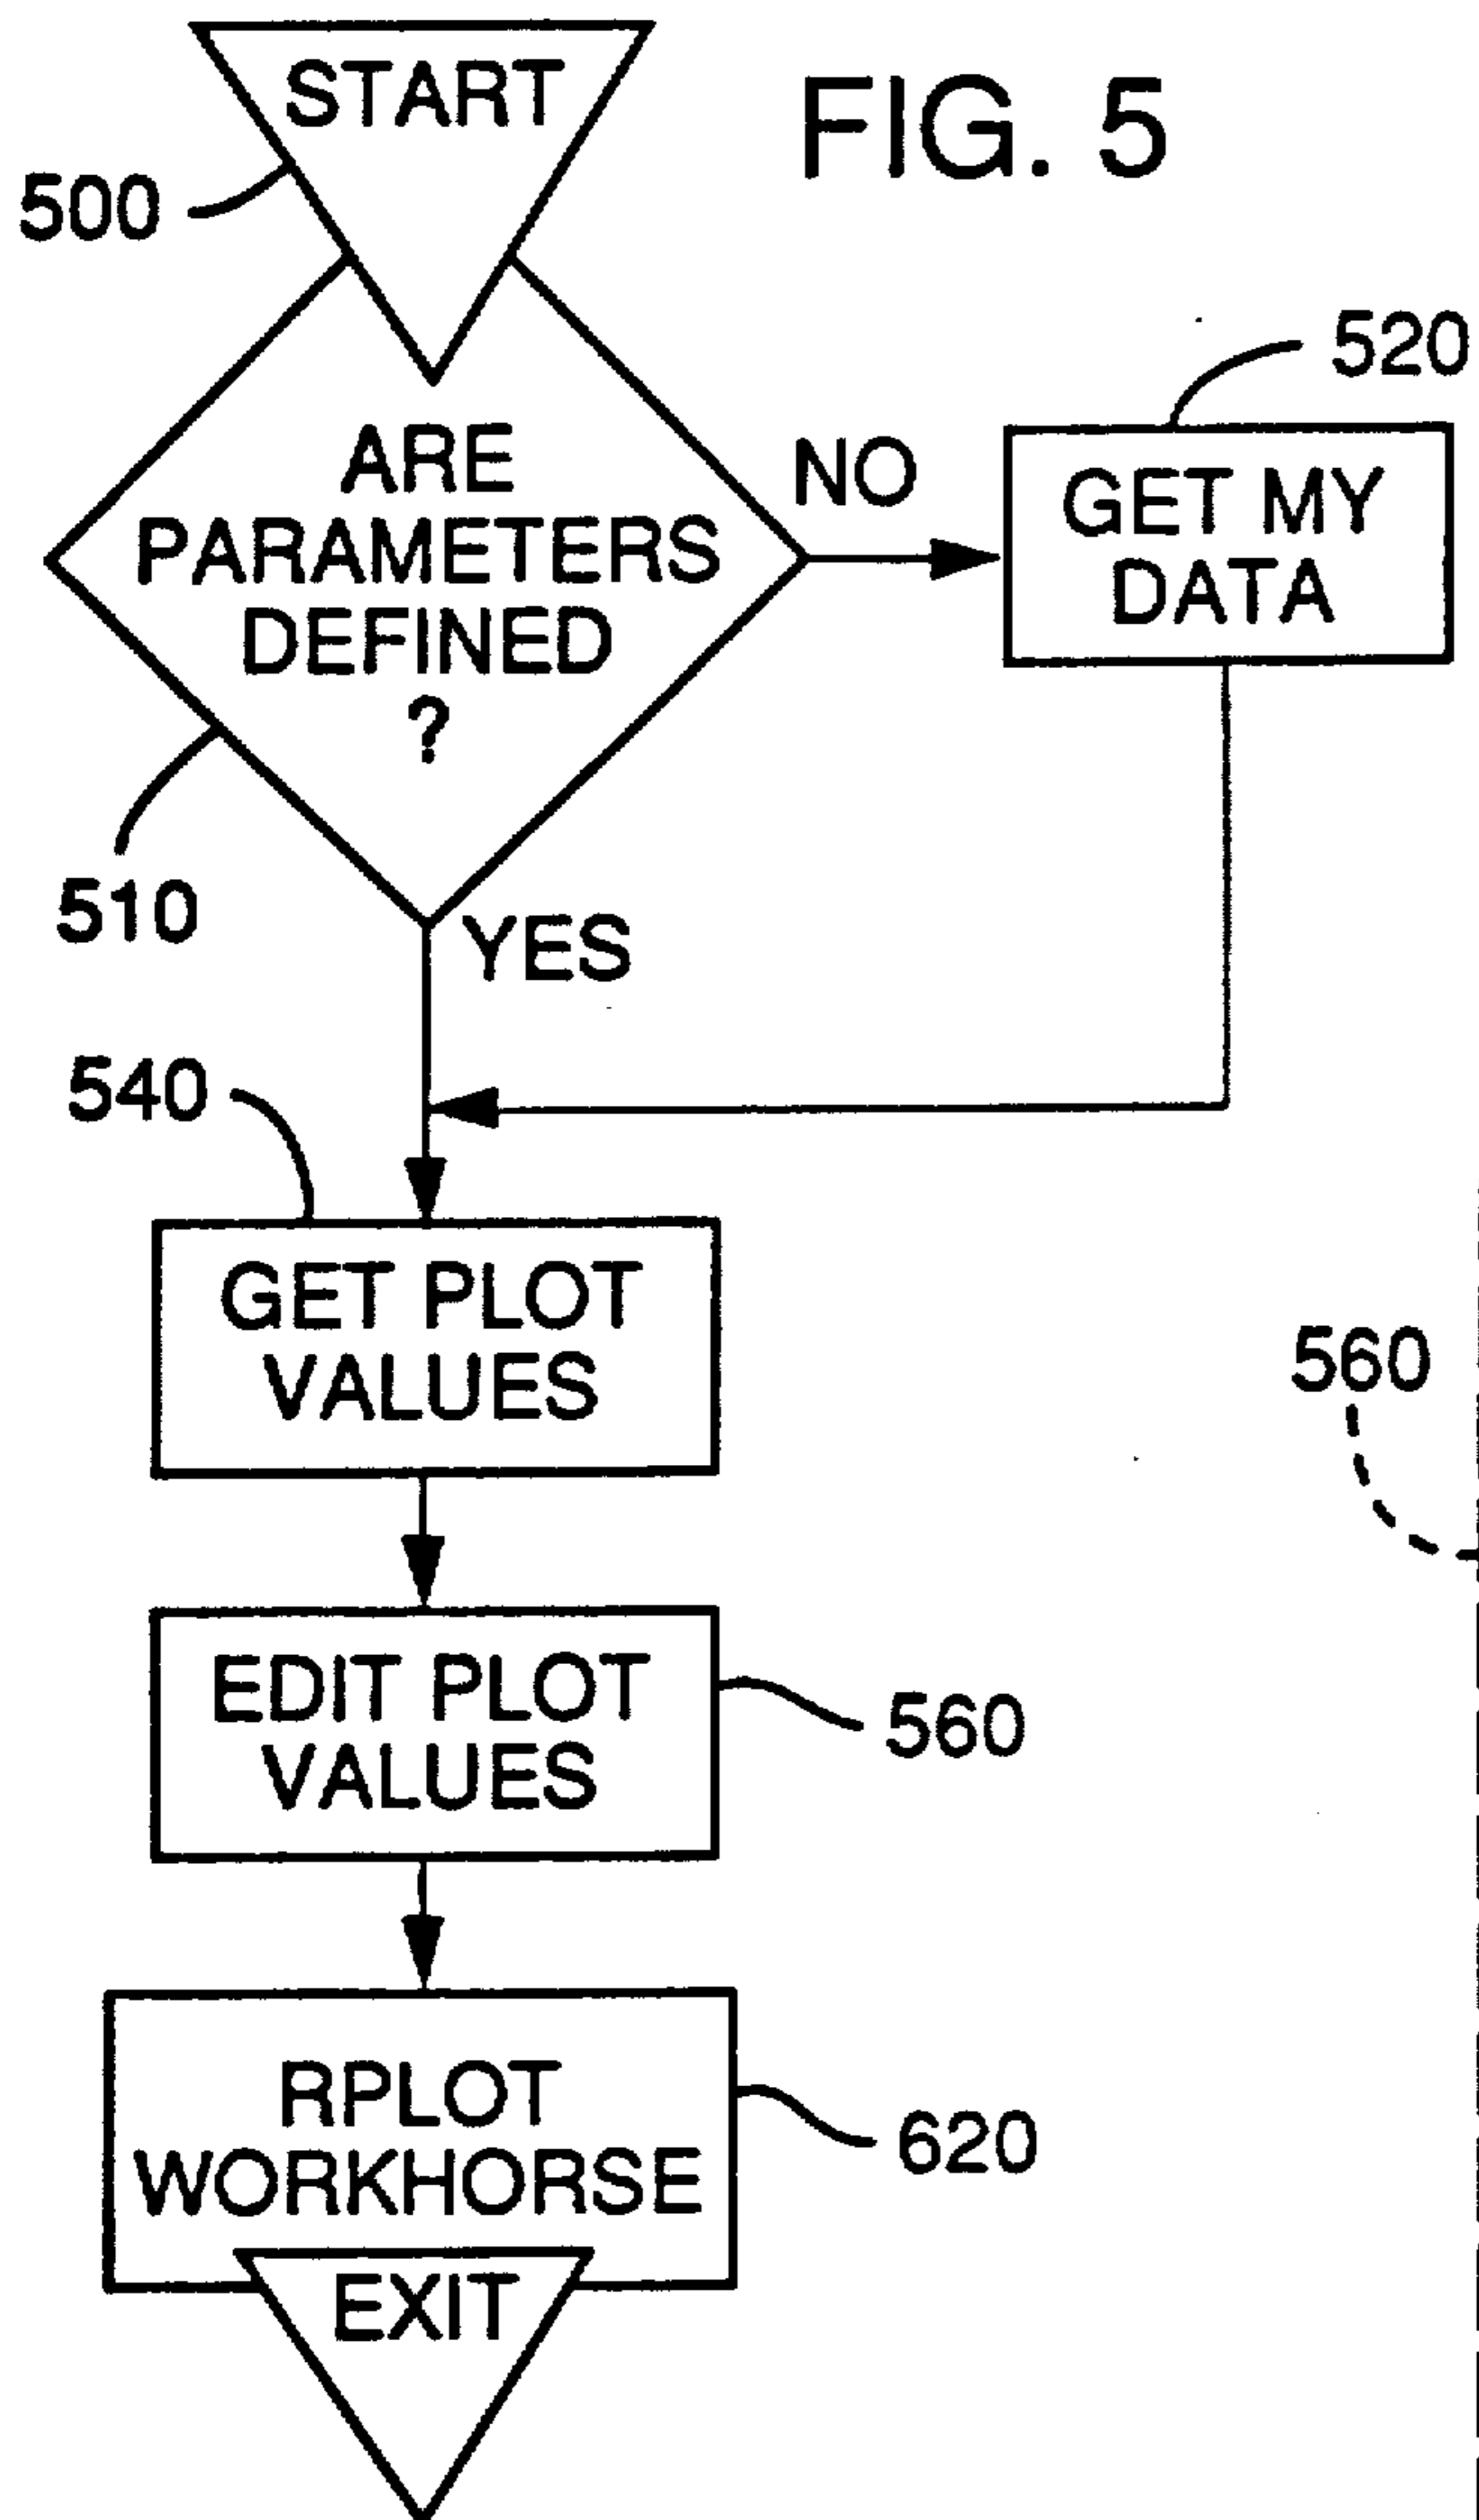 START
FIG. 5
500
520
ARE
PARAMETERS
DEFINED
?
NO
GET MY
DATA
510
YES
540
GET PLOT
VALUES
560
EDIT PLOT
VALUES
560
RPLOT
WORKHORSE
620
EXIT